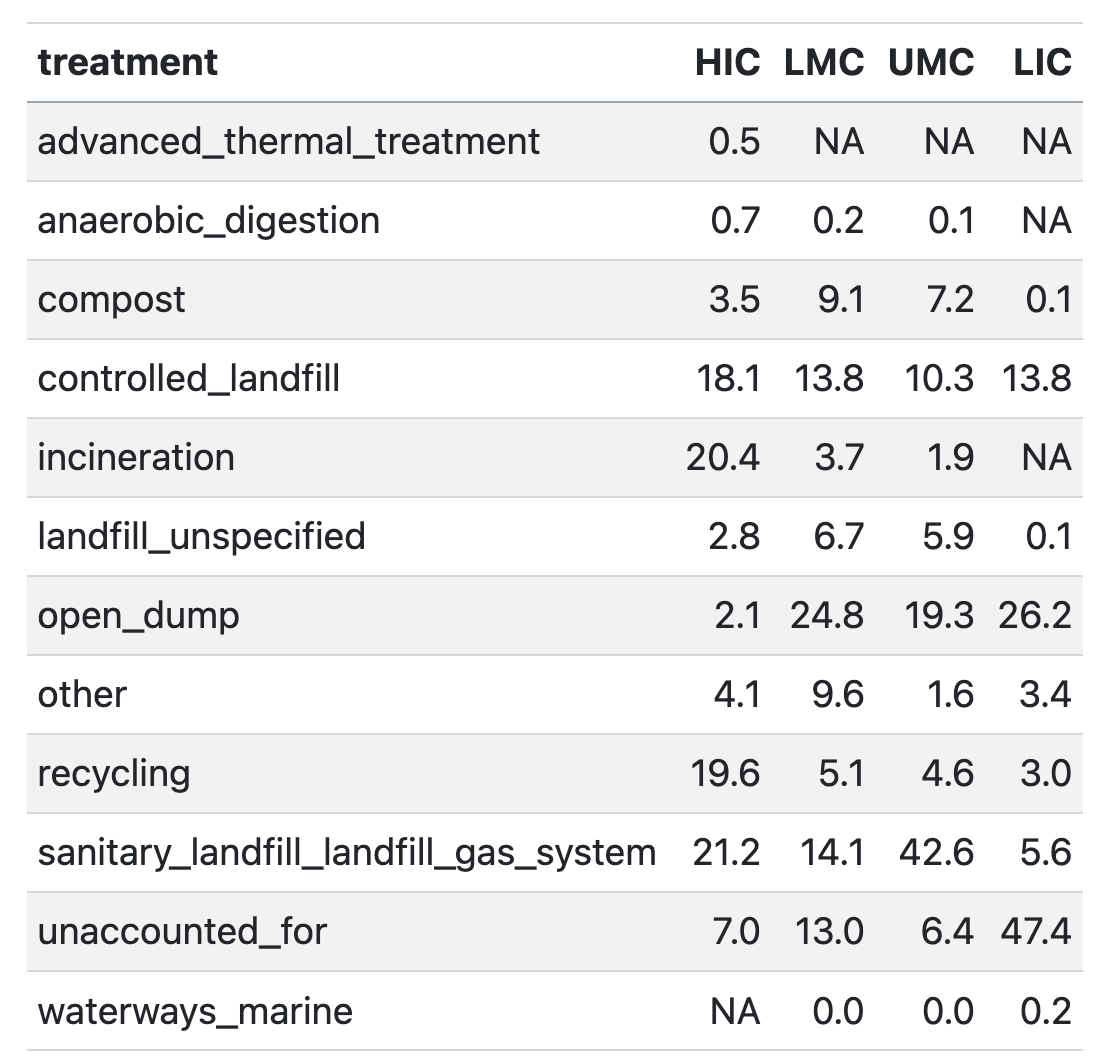 treatment HIC LMC UMC LIC
advanced_thermal_treatment 0.5 NA NA NA
anaerobic_digestion 0.7 0.2 0.1 NA
compost 3.5 9.1 7.2 0.1
controlled_landfill 18.1 13.8 10.3 13.8
incineration 20.4 3.7 1.9 NA
landfill_unspecified 2.8 6.7 5.9 0.1
open_dump 2.1 24.8 19.3 26.2
other 4.1 9.6 1.6 3.4
recycling 19.6 5.1 4.6 3.0
sanitary_landfill_landfill_gas_system 21.2 14.1 42.6 5.6
unaccounted_for 7.0 13.0 6.4 47.4
waterways_marine NA 0.0 0.0 0.2